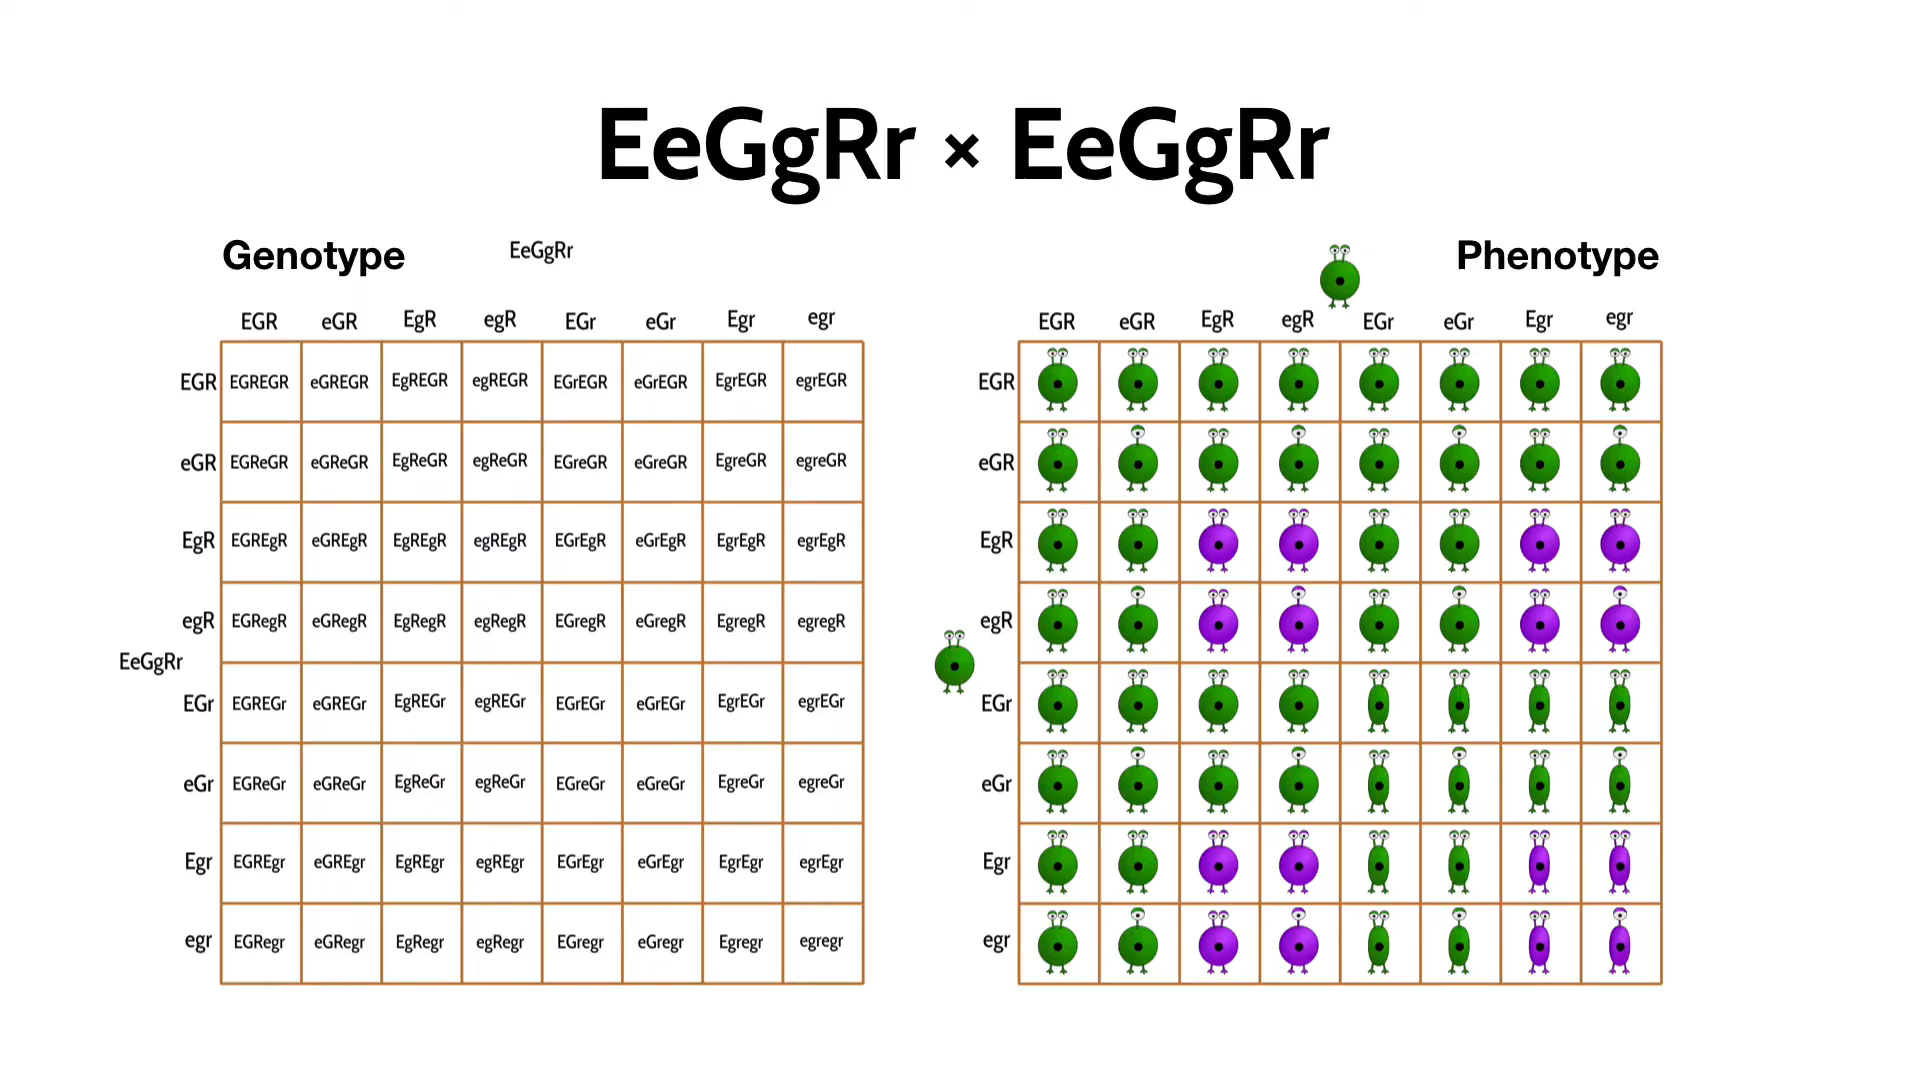 EeGgRr × EeGgRr
Genotype EeGgRr Phenotype
EGR eGR EgR egR EGr eGr Egr egr
EGR EGREGR eGREGR EgREGR egREGR EGrEGR eGrEGR EgrEGR egrEGR
eGR EGReGR eGReGR EgReGR egReGR EGreGR eGreGR EgreGR egreGR
EgR EGREgR eGREgR EgREgR egREgR EGrEgR eGrEgR EgrEgR egrEgR
egR EGRegR eGRegR EgRegR egRegR EGregR eGregR EgregR egregR
EeGgRr
EGr EGREGr eGREGr EgREGr egREGr EGrEGr eGrEGr EgrEGr egrEGr
eGr EGReGr eGReGr EgReGr egReGr EGreGr eGreGr EgreGr egreGr
Egr EGREgr eGREgr EgREgr egREgr EGrEgr eGrEgr EgrEgr egrEgr
egr EGRegr eGRegr EgRegr egRegr EGregr eGregr Egregr egregr
EGR eGR EgR egR EGr eGr Egr egr
EGR
eGR
EgR
egR
EGr
eGr
Egr
egr